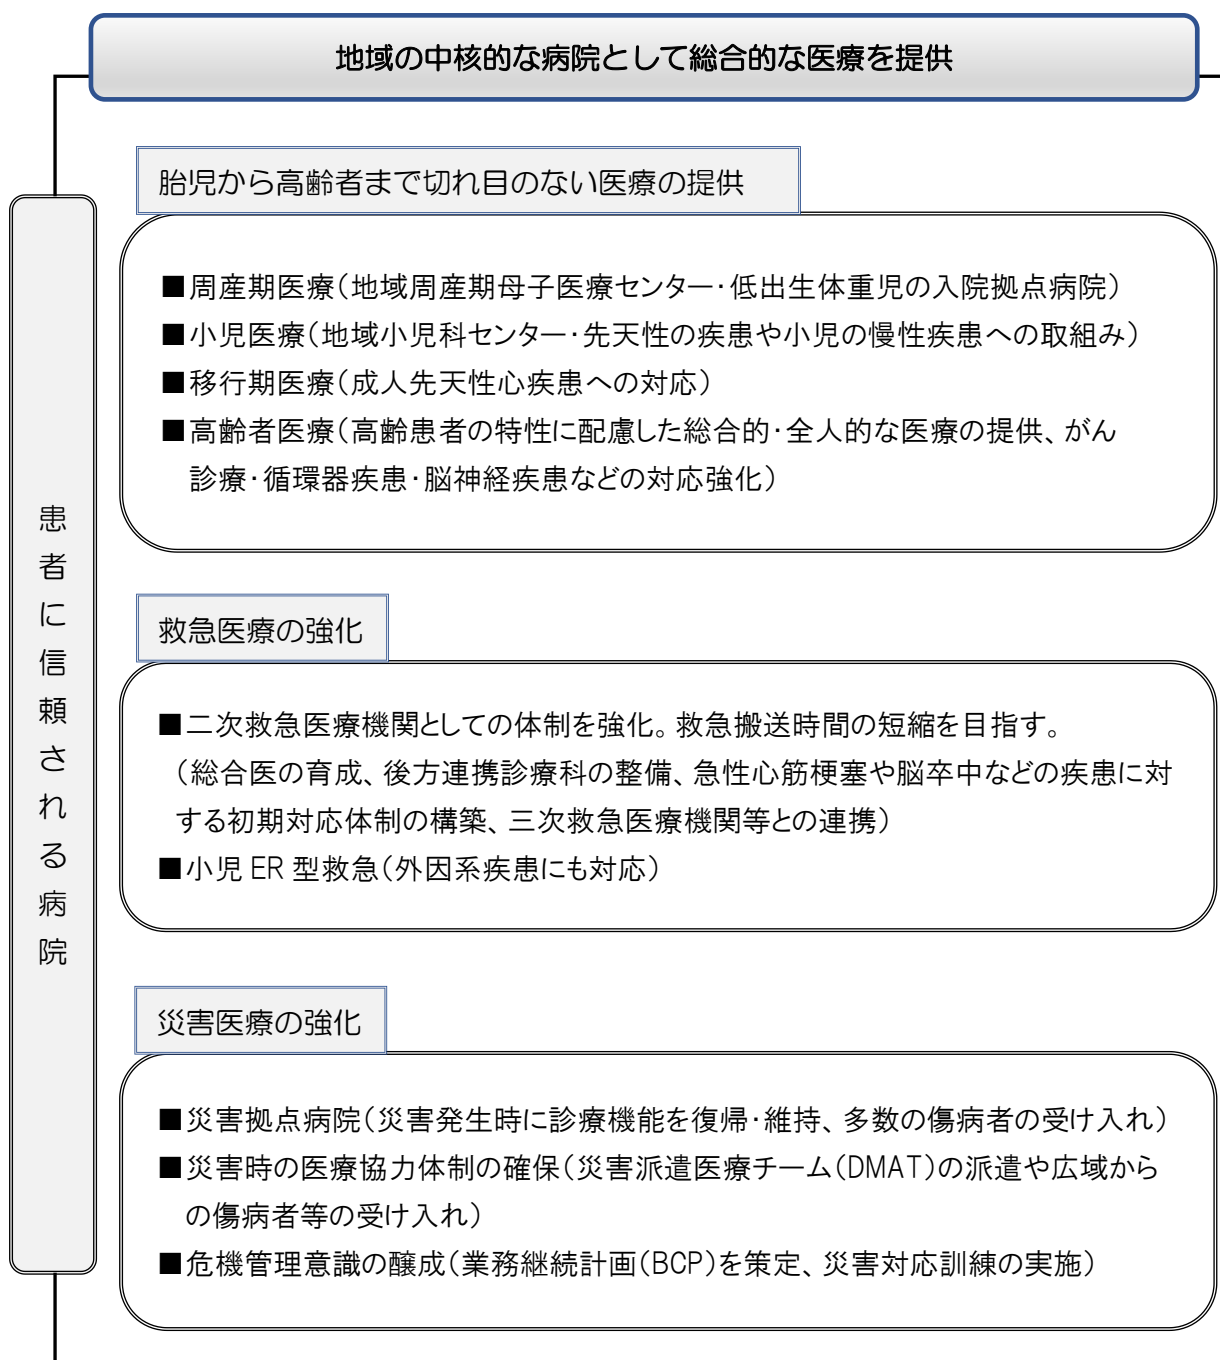 地域の中核的な病院として総合的な医療を提供
患者に信頼される病院
胎児から高齢者まで切れ目のない医療の提供
■周産期医療（地域周産期母子医療センター・低出生体重児の入院拠点病院）
■小児医療（地域小児科センター・先天性の疾患や小児の慢性疾患への取組み）
■移行期医療（成人先天性心疾患への対応）
■高齢者医療（高齢患者の特性に配慮した総合的・全人的な医療の提供、がん
診療・循環器疾患・脳神経疾患などの対応強化）
救急医療の強化
■二次救急医療機関としての体制を強化。救急搬送時間の短縮を目指す。
（総合医の育成、後方連携診療科の整備、急性心筋梗塞や脳卒中などの疾患に対
する初期対応体制の構築、三次救急医療機関等との連携）
■小児 ER 型救急（外因系疾患にも対応）
災害医療の強化
■災害拠点病院（災害発生時に診療機能を復帰・維持、多数の傷病者の受け入れ）
■災害時の医療協力体制の確保（災害派遣医療チーム（DMAT）の派遣や広域から
の傷病者等の受け入れ）
■危機管理意識の醸成（業務継続計画（BCP）を策定、災害対応訓練の実施）